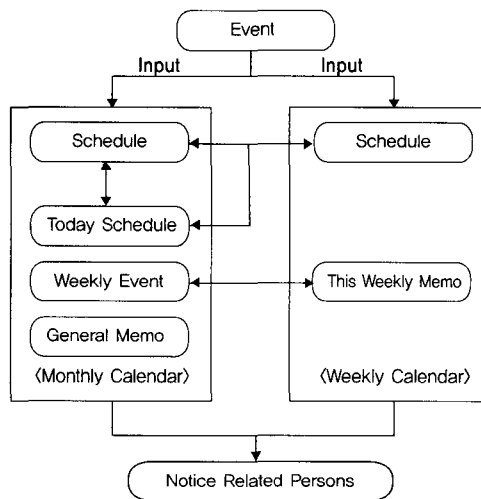 Event
Input
Input
Schedule
Schedule
Today Schedule
Weekly Event
This Weekly Memo
General Memo
〈Monthly Calendar〉
〈Weekly Calendar〉
Notice Related Persons